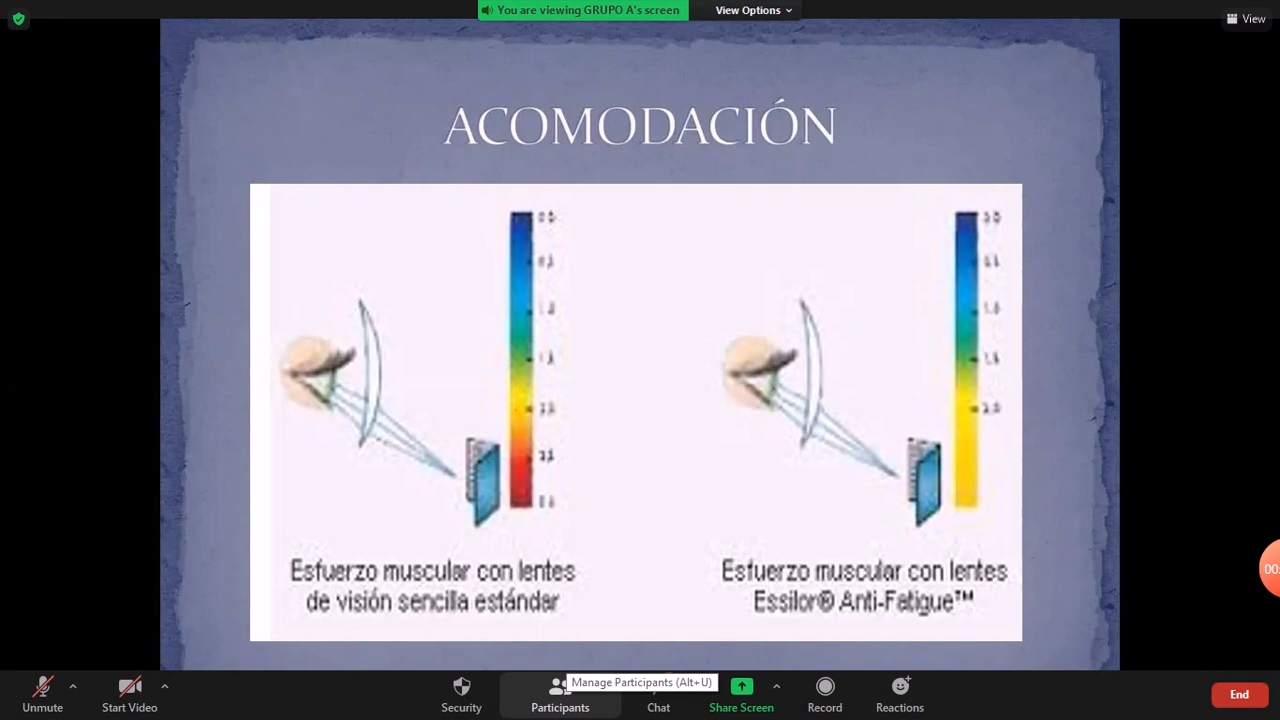 You are viewing GRUPO A's screen
View Options
View
ACOMODACIÓN
Esfuerzo muscular con lentes
de visión sencilla estándar
Esfuerzo muscular con lentes
Essilor® Anti-Fatigue™
Manage Participants (Alt+U)
Unmute
Start Video
Security
Participants
Chat
Share Screen
Record
Reactions
End